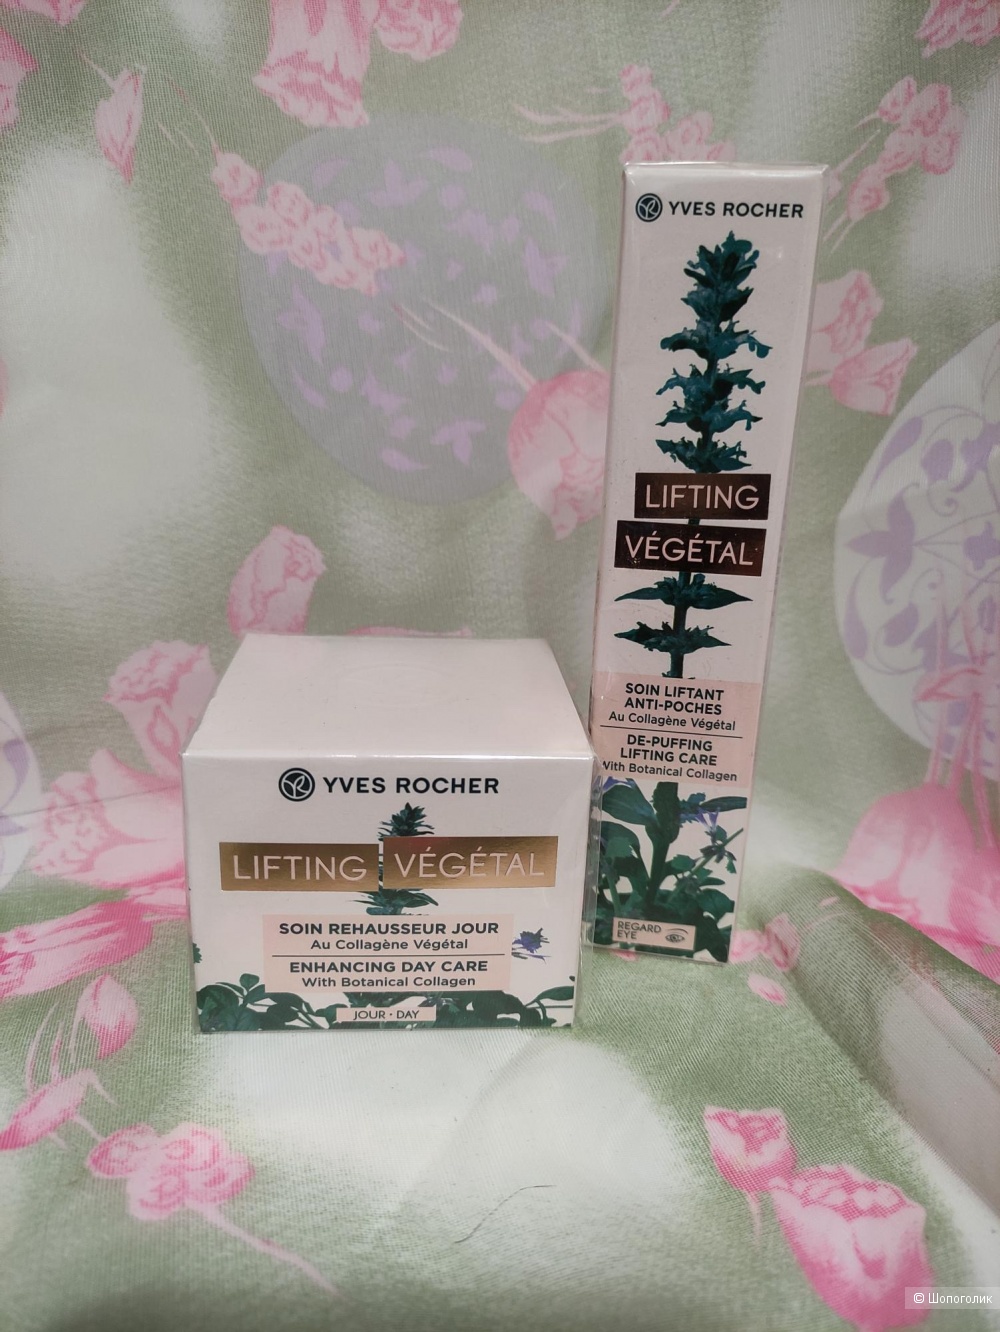 YVES ROCHER
LIFTING
VÉGÉTAL
SOIN LIFTANT
ANTI-POCHES
Au Collagène Végétal
DE-PUFFING
LIFTING CARE
With Botanical Collagen
REGARD
EYE
YVES ROCHER
LIFTING VÉGÉTAL
SOIN REHAUSSEUR JOUR
Au Collagène Végétal
ENHANCING DAY CARE
With Botanical Collagen
JOUR • DAY
© Шопоголик